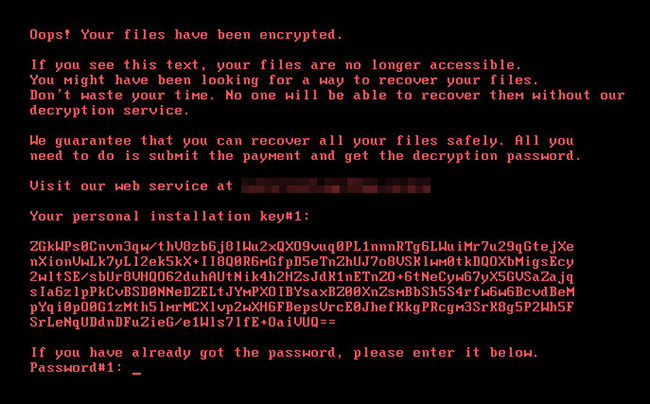 Oops! Your files have been encrypted.
If you see this text, your files are no longer accessible.
You might have been looking for a way to recover your files.
Don't waste your time. No one will be able to recover them without our
decryption service.
We guarantee that you can recover all your files safely. All you
need to do is submit the payment and get the decryption password.
Visit our web service at
Your personal installation key#1:
ZGkWPs0Cnvn3qw/thV8zb6j8lWu2xQXO9vuq0PL1nnnRTg6LWuiMr7u29qGtejXe
nXionVwLk7yLl2ek5kX+II8Q0R6MGfpD5eTnZhUJ7o8VSKlwm0tkDQOXbMigsEcy
2wltSE/sbUr8VHQO62duhAUtNik4h2HZsJdK1nETnZO+6tNeCyw67yX5GVSaZajq
sIa6zlpPkCvBSD0NNeDZELtJYMPXOIBYsaxBZ00XnZsmBbSh5S4rfw6w6BcvdBeM
pYqi0pO0G1zMth5lmrMCXlvp2wXH6FBepsVrcE0JhefKkgPRcgm3SrK8g5P2Wh5F
SrLeNqUDdnDFuZieG/e1Wls7lfE+OaiVUQ==
If you have already got the password, please enter it below.
Password#1: _